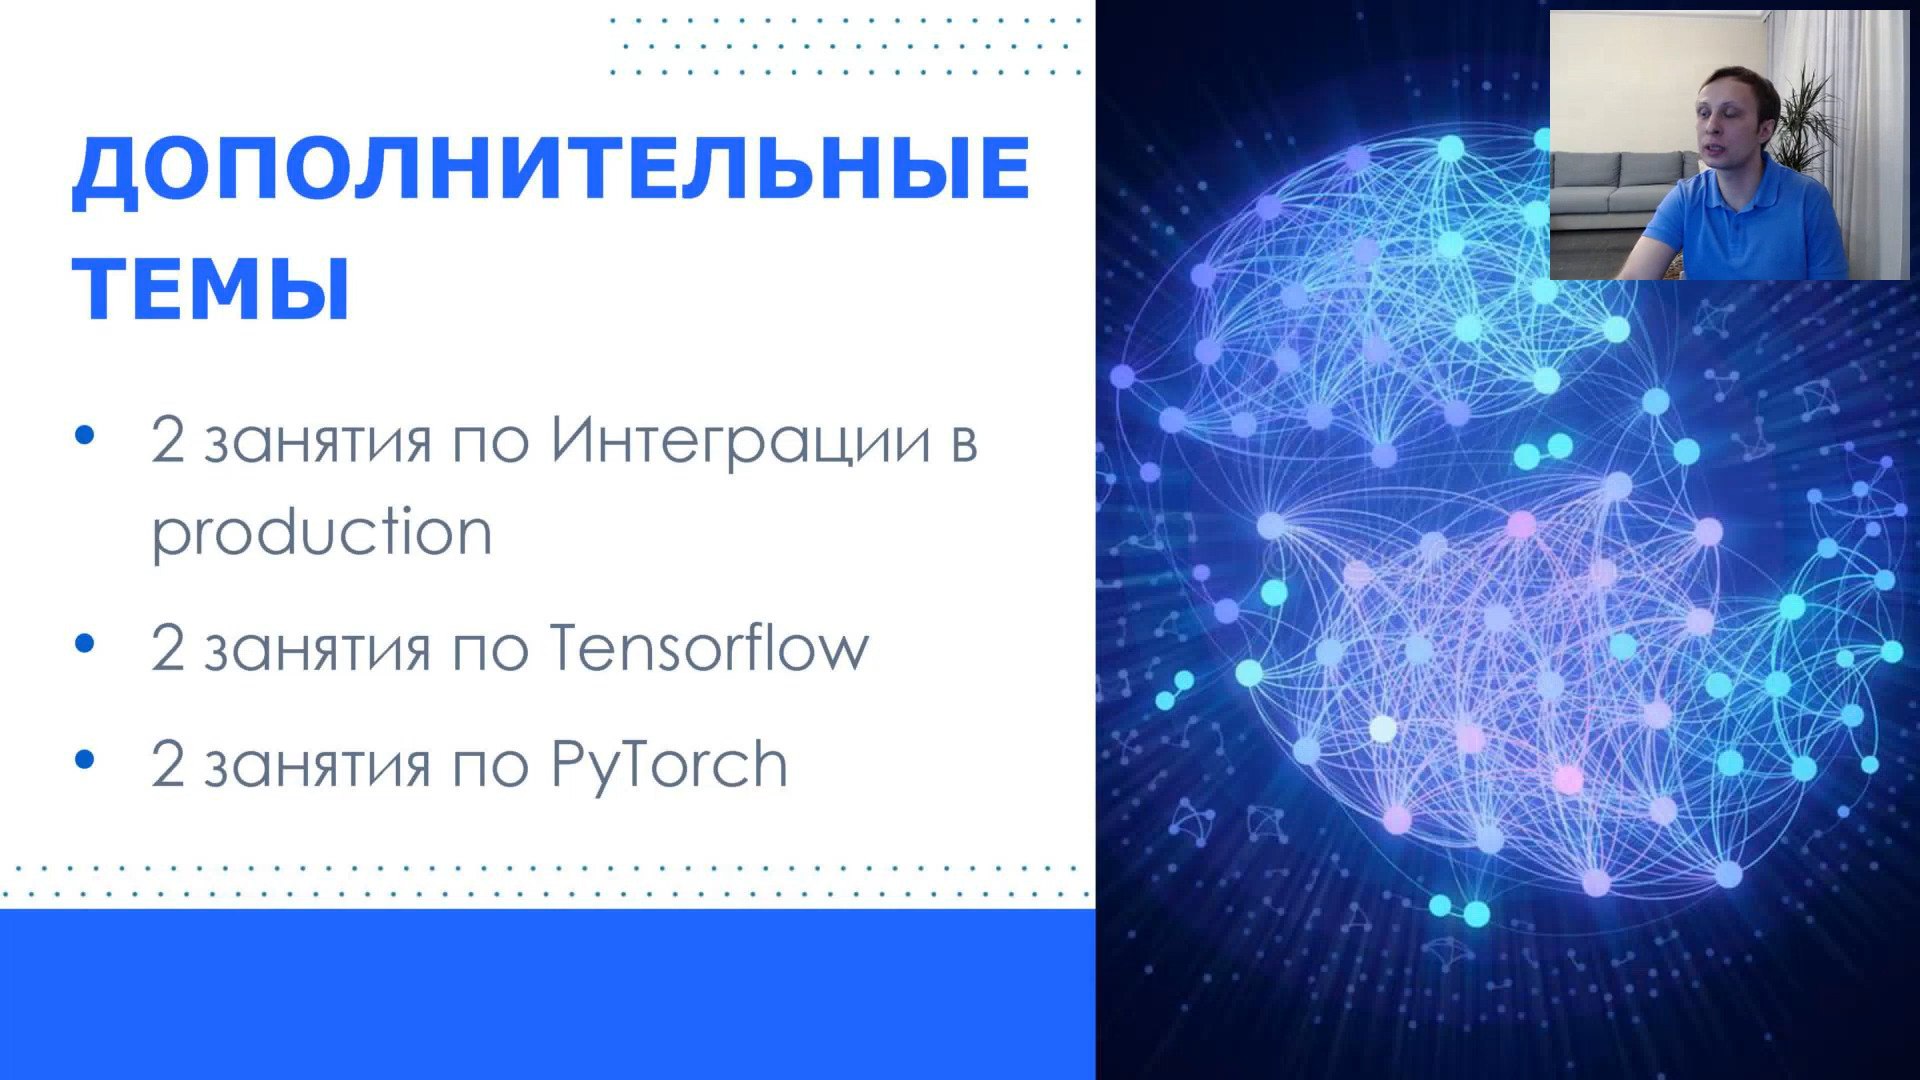 ДОПОЛНИТЕЛЬНЫЕ
ТЕМЫ
• 2 занятия по Интеграции в
production
• 2 занятия по Tensorflow
• 2 занятия по PyTorch